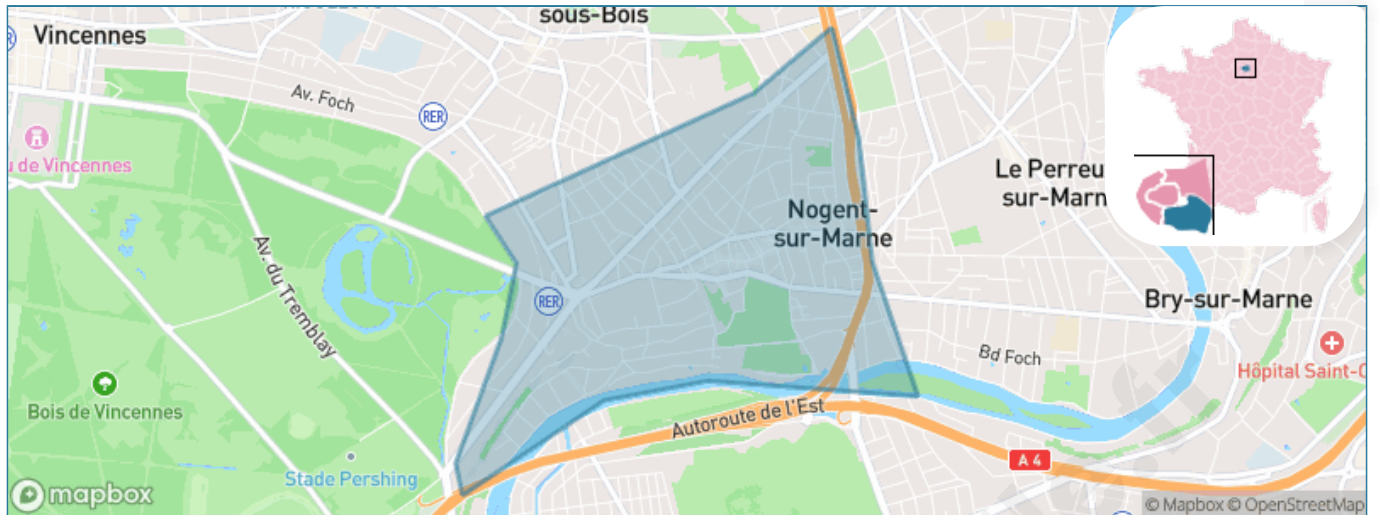 sous-Bois
Vincennes
Av. Foch
RER
u de Vincennes
Le Perreu
sur-Marn
Nogent-
sur-Marne
Av. du Tremblay
RER
Bry-sur-Marne
Bd Foch
Hôpital Saint-C
Bois de Vincennes
Autoroute de l'Est
A 4
Stade Pershing
mapbox
© Mapbox © OpenStreetMap